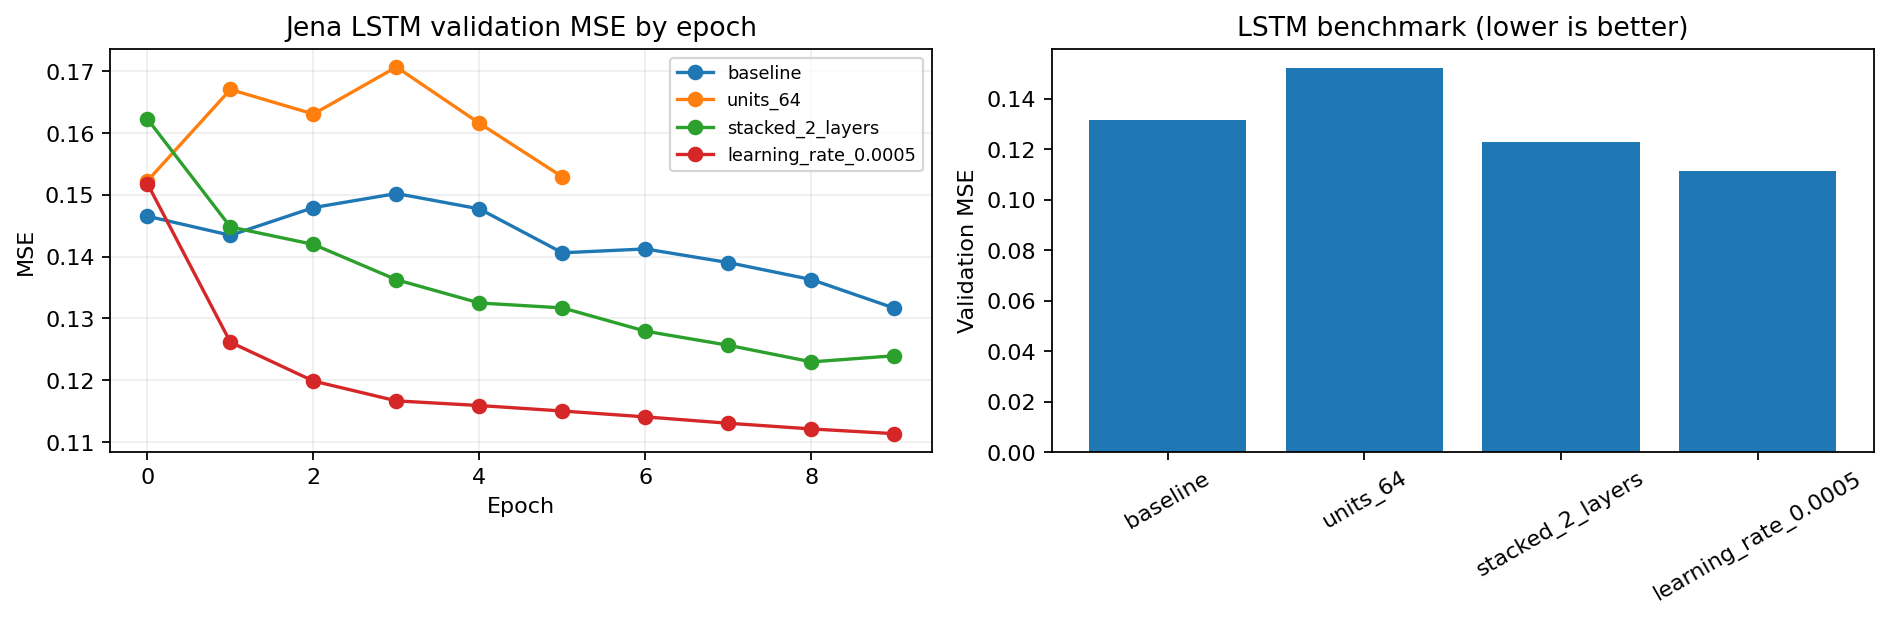 Jena LSTM validation MSE by epoch
MSE
0.17
0.16
0.15
0.14
0.13
0.12
0.11
baseline
units_64
stacked_2_layers
learning_rate_0.0005
0 2 4 6 8
Epoch
LSTM benchmark (lower is better)
Validation MSE
0.14
0.12
0.10
0.08
0.06
0.04
0.02
0.00
baseline
units_64
stacked_2_layers
learning_rate_0.0005